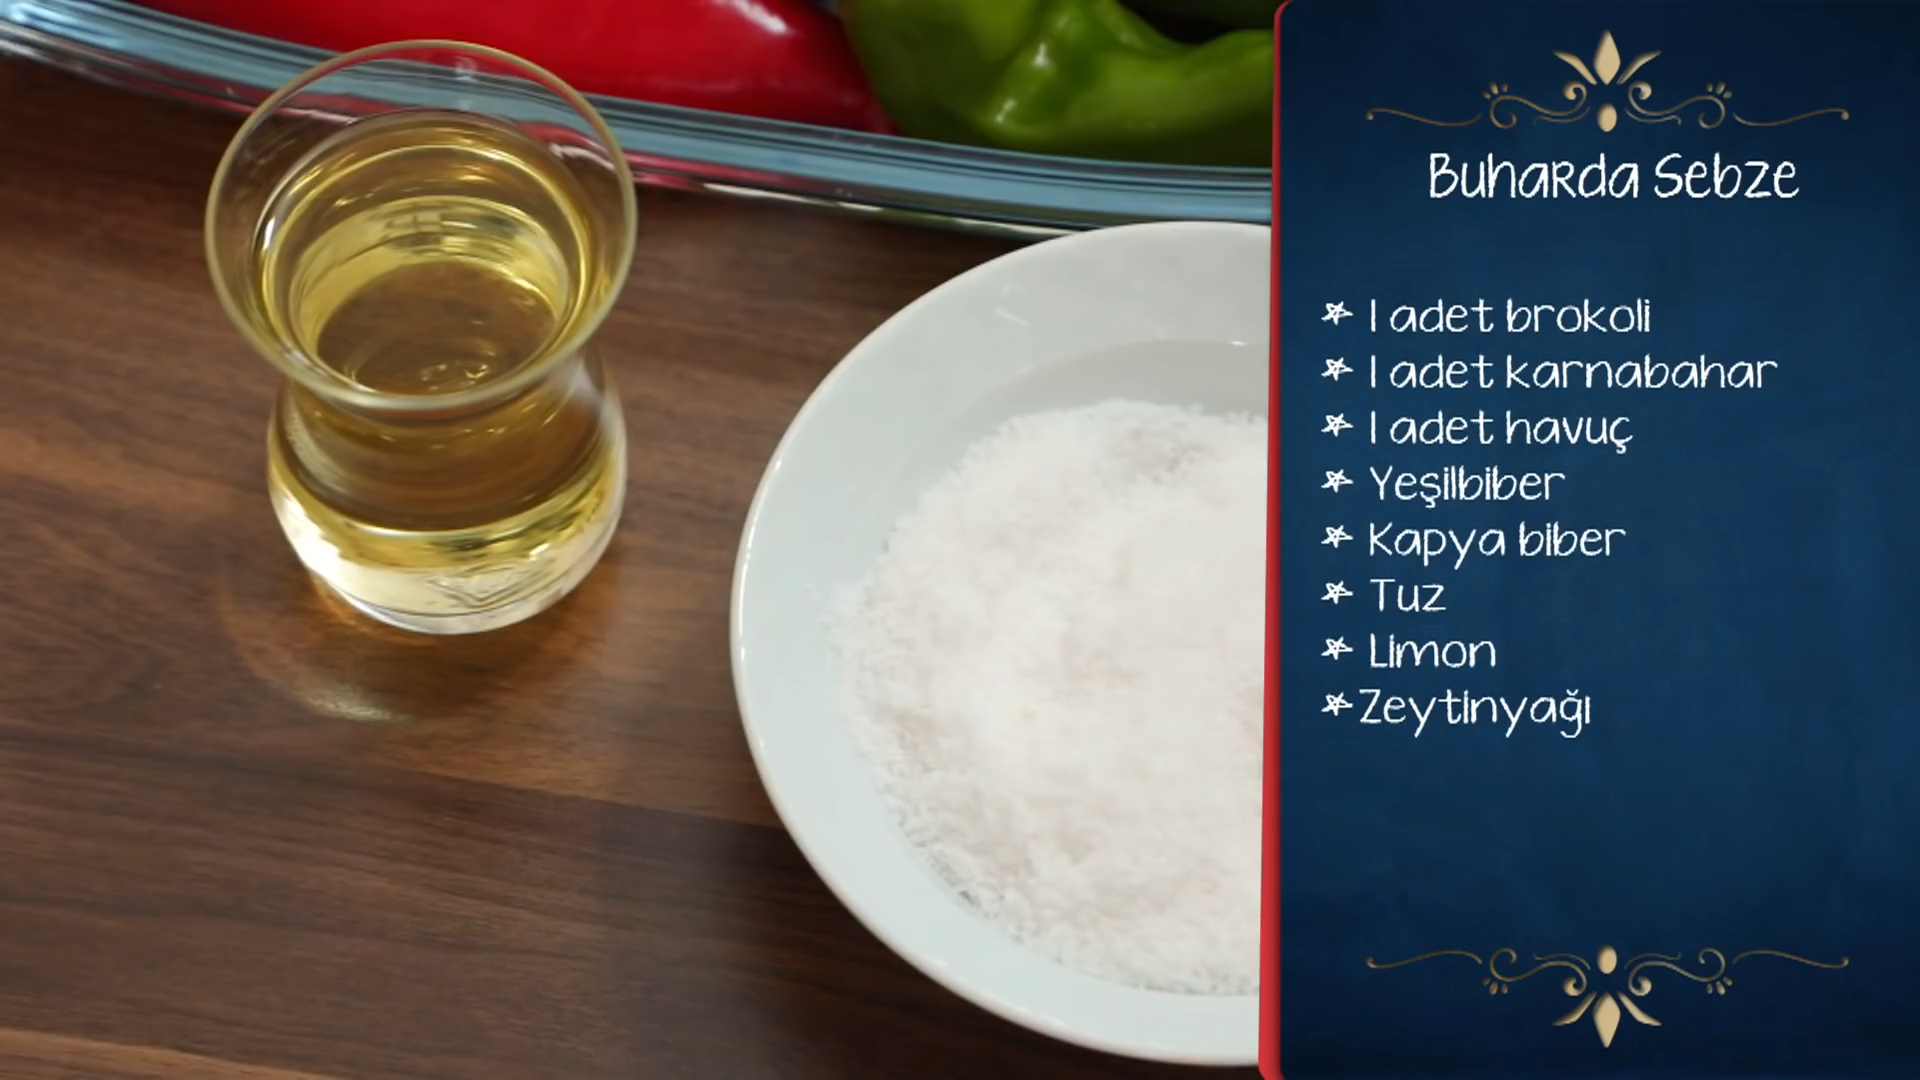 Buharda Sebze
1 adet brokoli
1 adet karnabahar
1 adet havuç
Yeşilbiber
Kapya biber
Tuz
Limon
Zeytinyağı